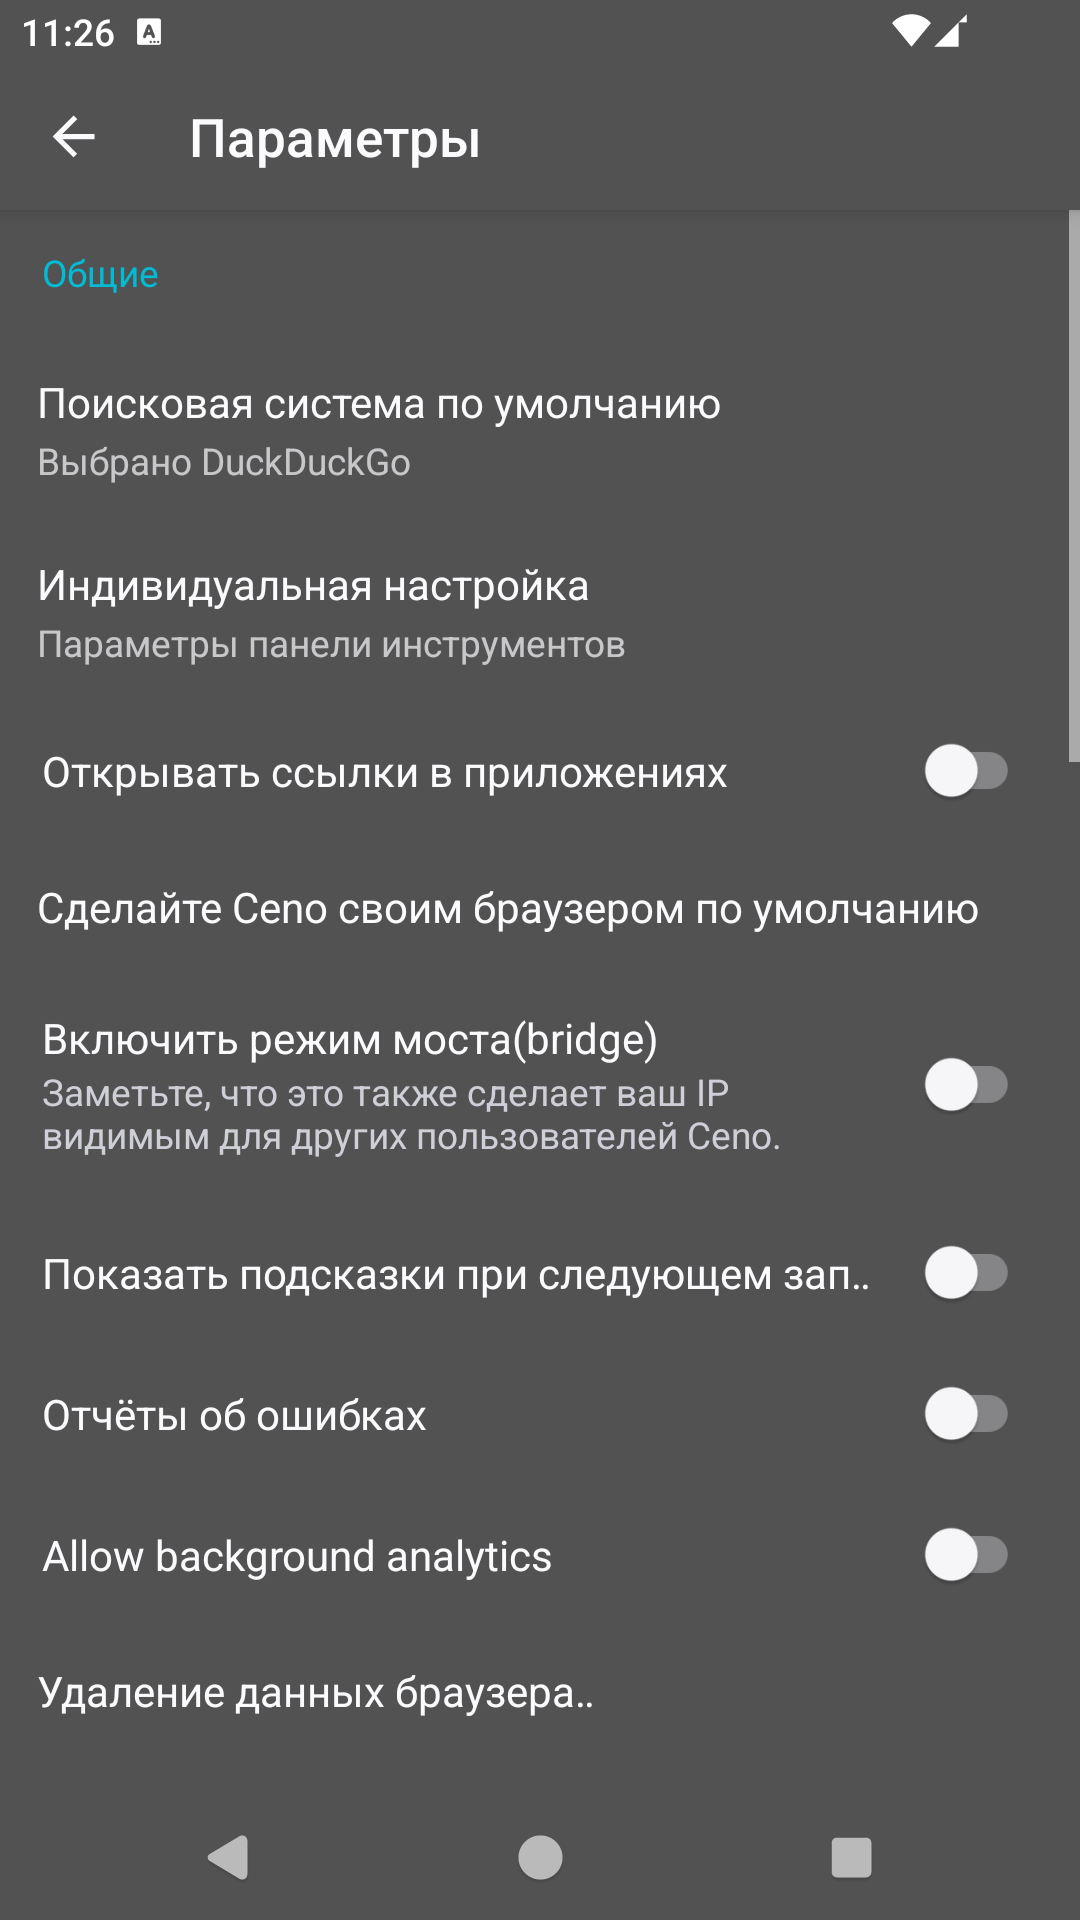 11:26
Параметры
Общие
Поисковая система по умолчанию
Выбрано DuckDuckGo
Индивидуальная настройка
Параметры панели инструментов
Открывать ссылки в приложениях
Сделайте Ceno своим браузером по умолчанию
Включить режим моста(bridge)
Заметьте, что это также сделает ваш IP
видимым для других пользователей Ceno.
Показать подсказки при следующем зап..
Отчёты об ошибках
Allow background analytics
Удаление данных браузера..